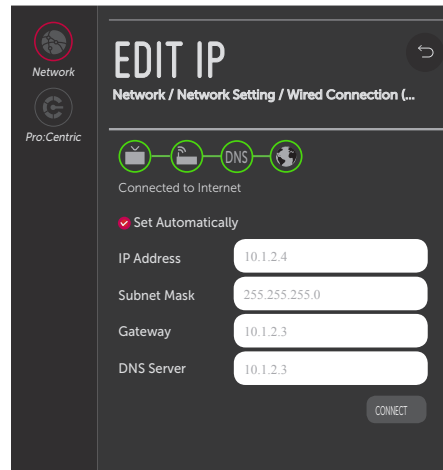 Network
Pro:Centric
EDIT IP
Network / Network Setting / Wired Connection (...
DNS
Connected to Internet
Set Automatically
IP Address 10.1.2.4
Subnet Mask 255.255.255.0
Gateway 10.1.2.3
DNS Server 10.1.2.3
CONNECT